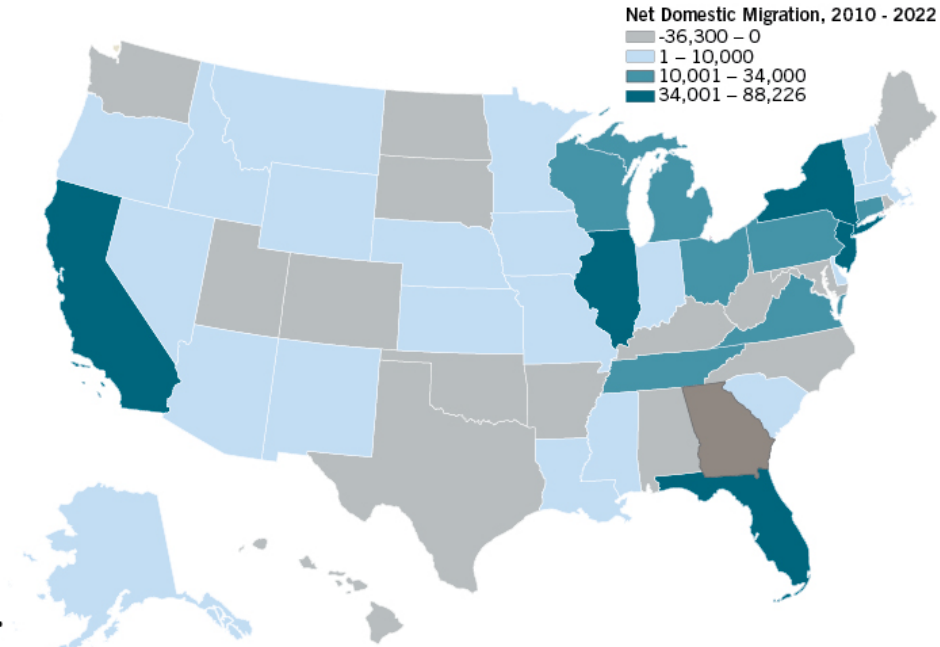 Net Domestic Migration, 2010 - 2022
-36,300 – 0
1 – 10,000
10,001 – 34,000
34,001 – 88,226